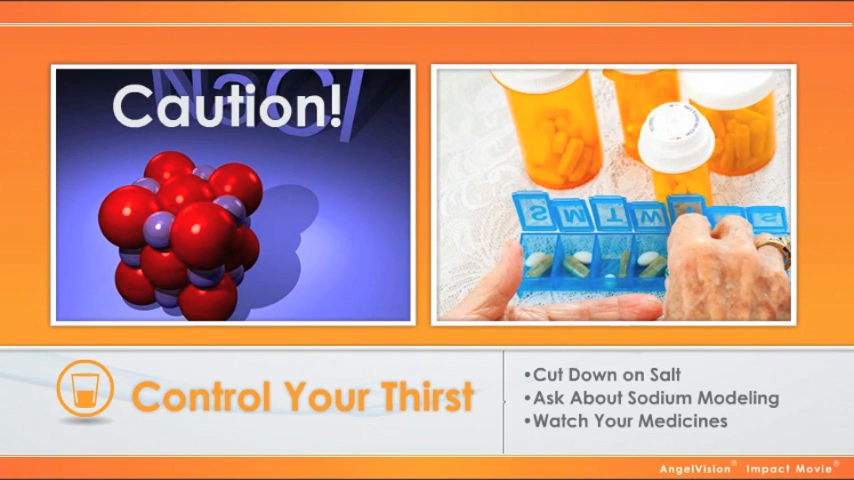 NaCl
Caution!
S M T W
Control Your Thirst
•Cut Down on Salt
•Ask About Sodium Modeling
•Watch Your Medicines
AngelVision® Impact Movie®